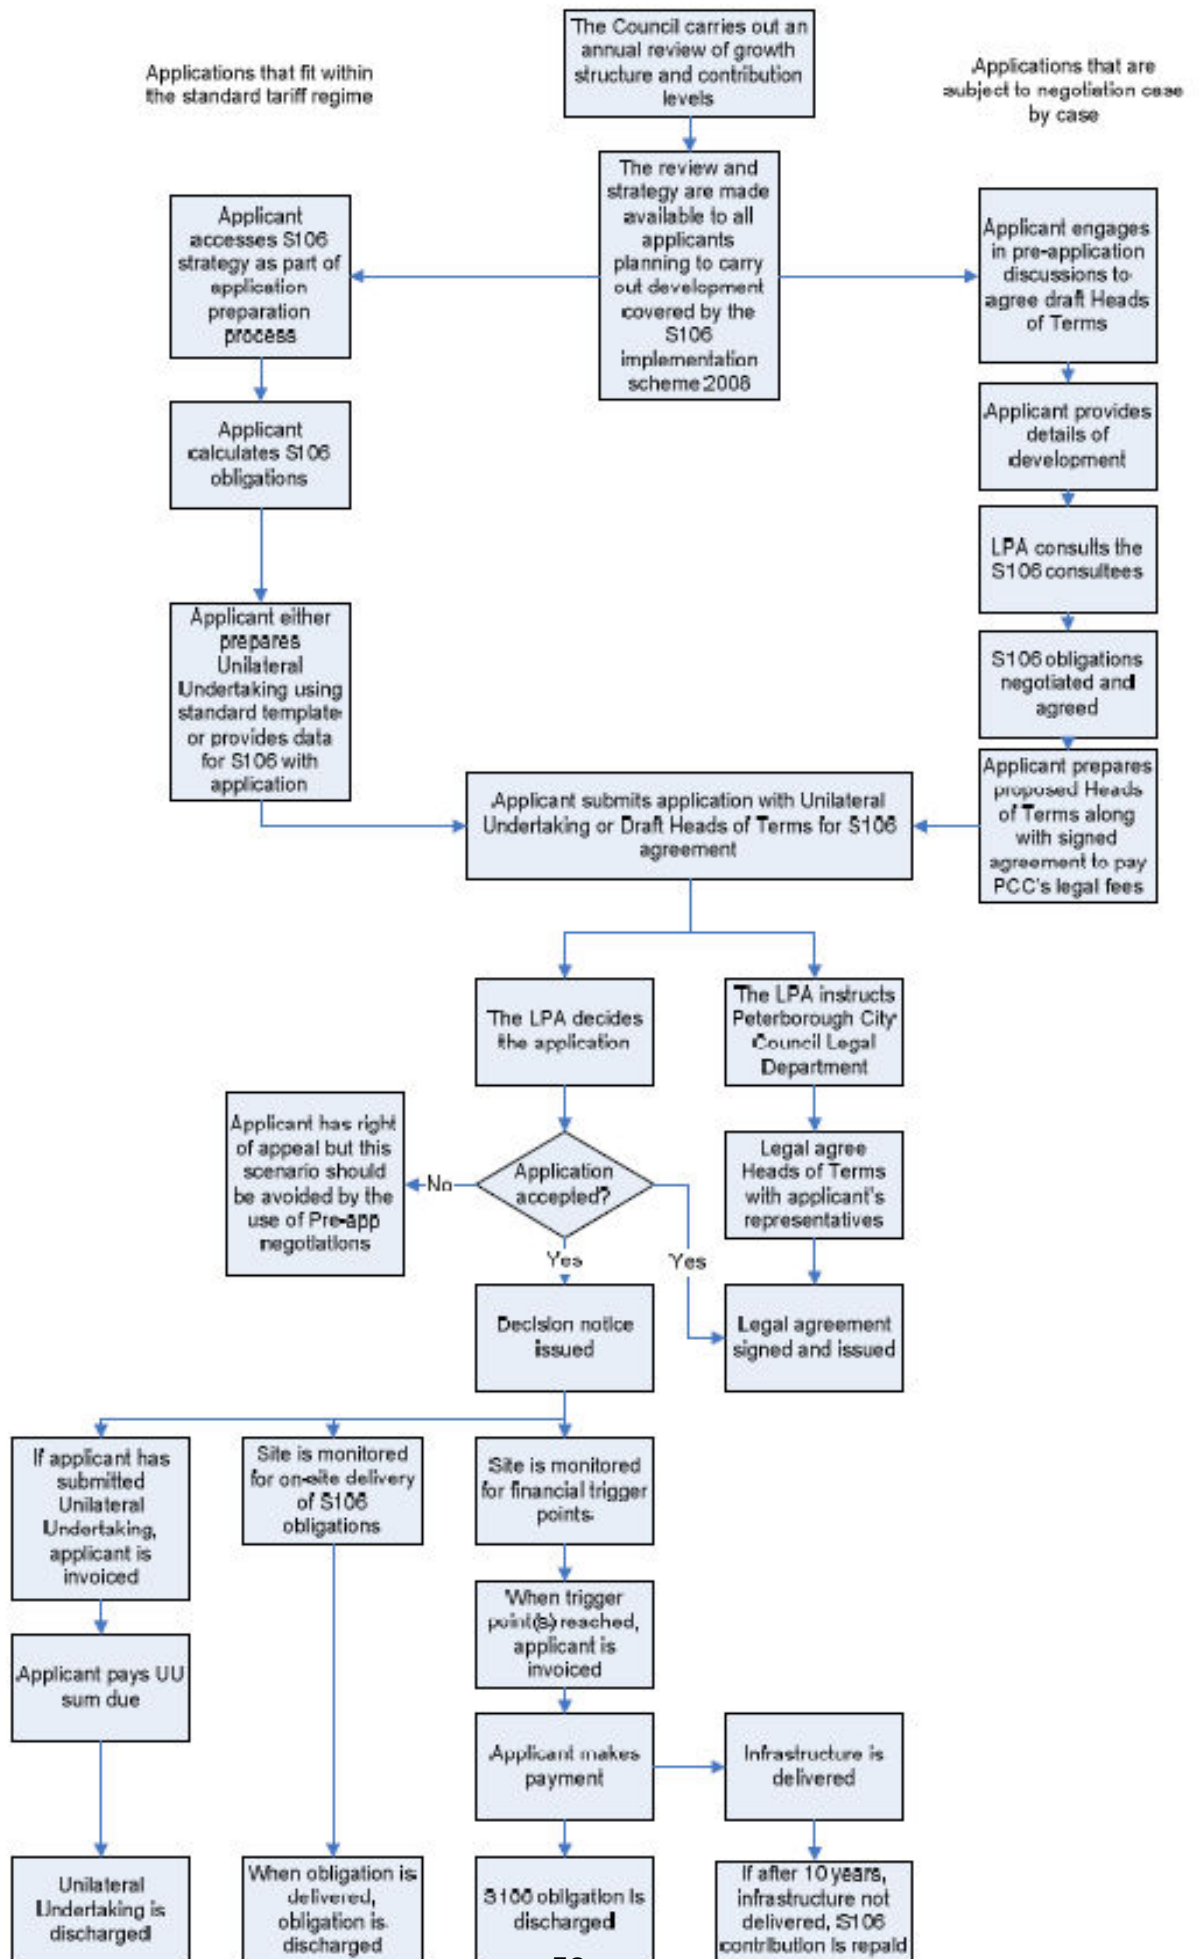 The Council carries out an
annual review of growth
structure and contribution
levels
Applications that fit within
the standard tariff regime
Applications that are
subject to negotiation case
by case
The review and
strategy are made
available to all
applicants
planning to carry
out development
covered by the
S106
implementation
scheme 2008
Applicant
accesses S106
strategy as part of
application
preparation
process
Applicant
calculates S106
obligations
Applicant either
prepares
Unilateral
Undertaking using
standard template
or provides data
for S106 with
application
Applicant engages
in pre-application
discussions to
agree draft Heads
of Terms
Applicant provides
details of
development
LPA consults the
S106 consultees
S106 obligations
negotiated and
agreed
Applicant prepares
proposed Heads
of Terms along
with signed
agreement to pay
PCC's legal fees
Applicant submits application with Unilateral
Undertaking or Draft Heads of Terms for S106
agreement
The LPA decides
the application
The LPA instructs
Peterborough City
Council Legal
Department
Applicant has right
of appeal but this
scenario should
be avoided by the
use of Pre-app
negotiations
No
Application
accepted?
Yes
Yes
Legal agree
Heads of Terms
with applicant's
representatives
Decision notice
issued
Legal agreement
signed and issued
If applicant has
submitted
Unilateral
Undertaking,
applicant is
invoiced
Applicant pays UU
sum due
Unilateral
Undertaking is
discharged
Site is monitored
for on-site delivery
of S106
obligations
When obligation is
delivered,
obligation is
discharged
Site is monitored
for financial trigger
points
When trigger
point(s) reached,
applicant is
invoiced
Applicant makes
payment
S106 obligation is
discharged
Infrastructure is
delivered
If after 10 years,
infrastructure not
delivered, S106
contribution is repaid